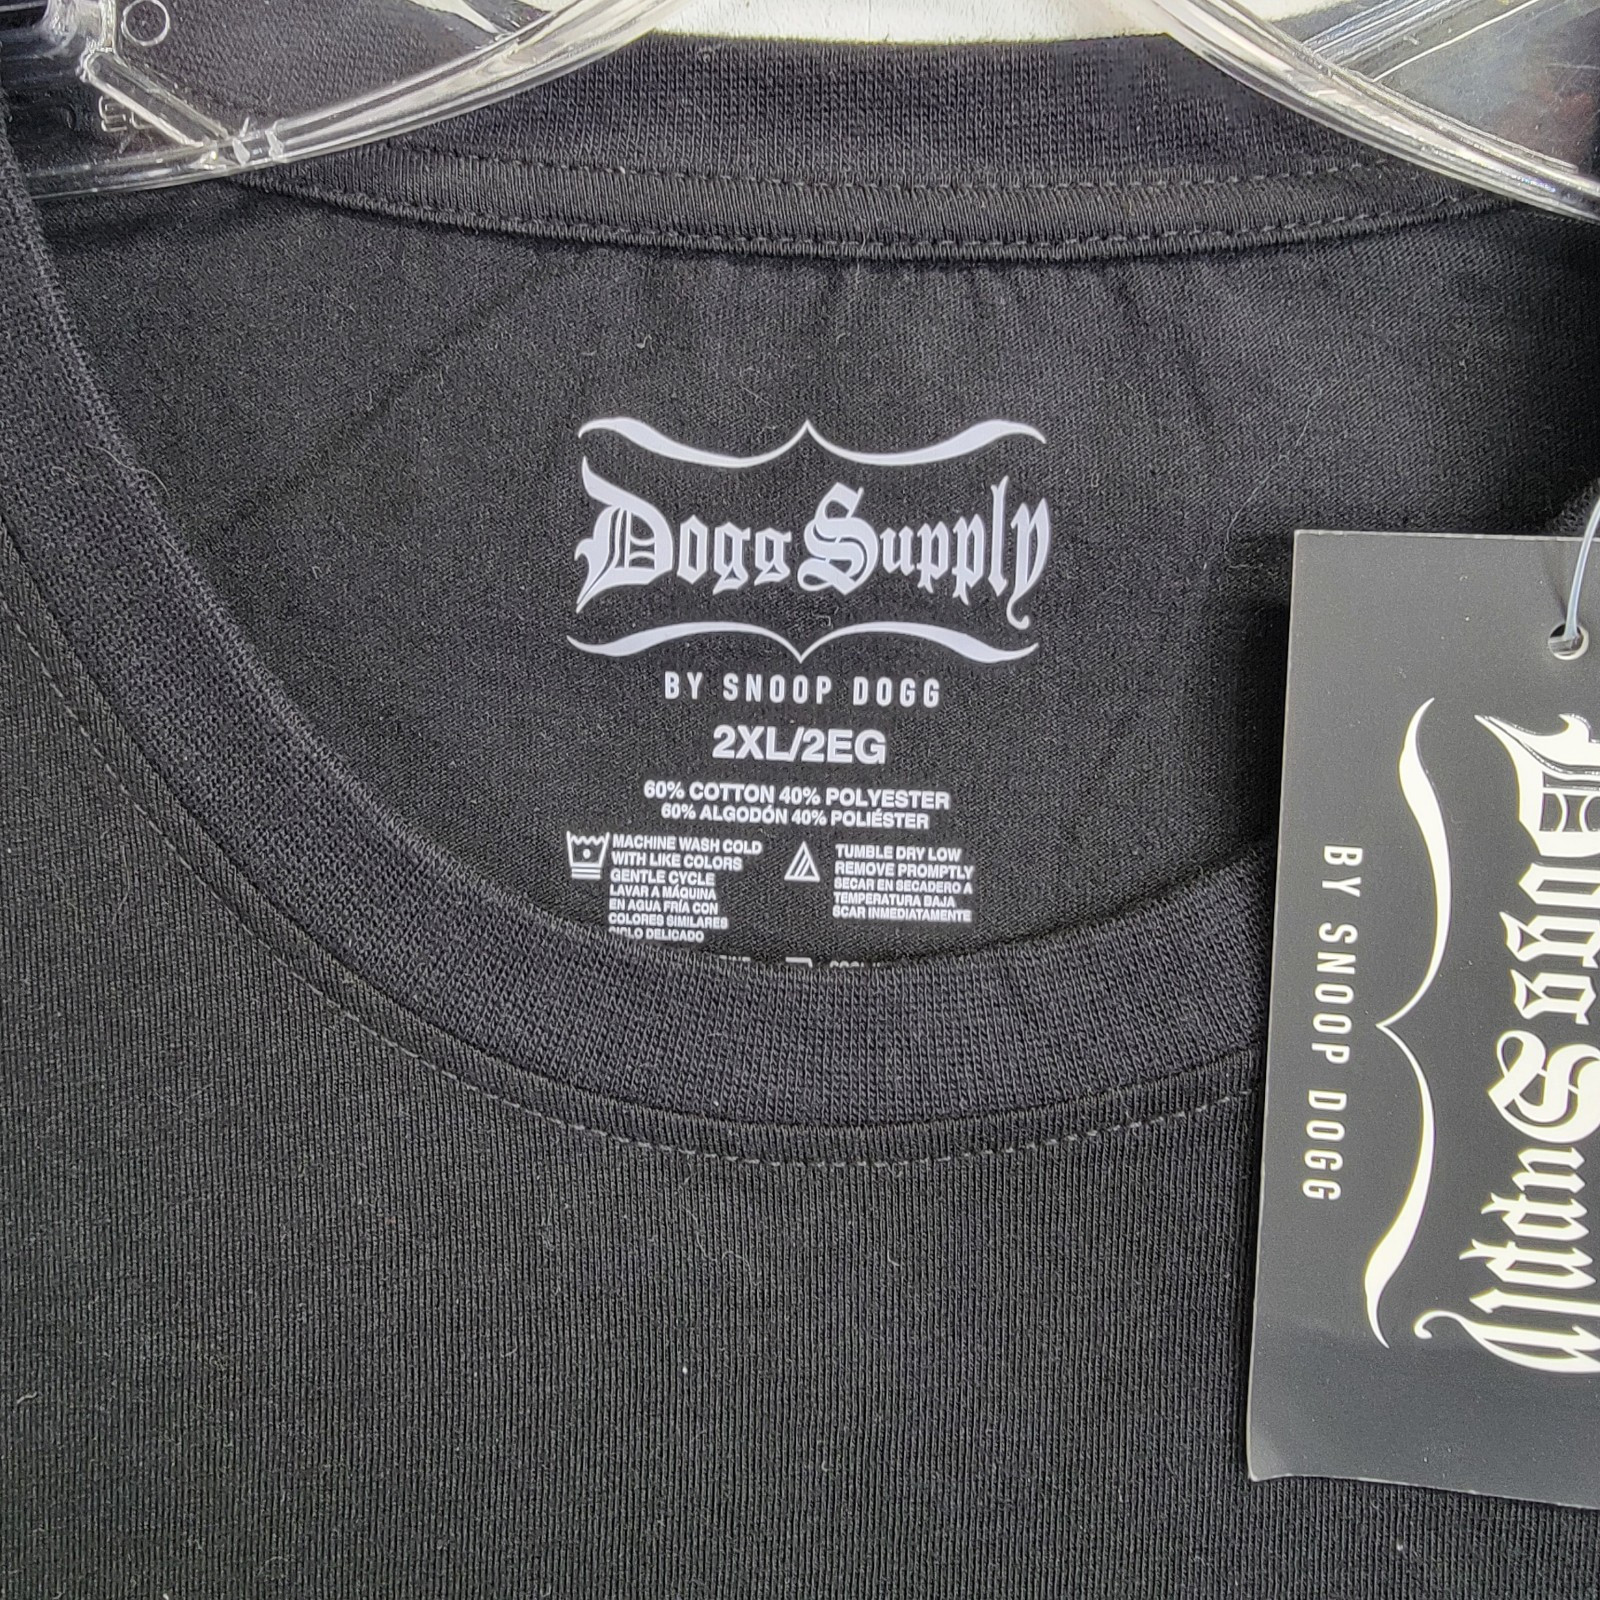 Dogg Supply
BY SNOOP DOGG
2XL/2EG
60% COTTON 40% POLYESTER
60% ALGODÓN 40% POLIÉSTER
MACHINE WASH COLD
WITH LIKE COLORS
GENTLE CYCLE
LAVAR A MÁQUINA
EN AGUA FRÍA CON
COLORES SIMILARES
CICLO DELICADO
TUMBLE DRY LOW
REMOVE PROMPTLY
SECAR EN SECADERO A
TEMPERATURA BAJA
SCAR INMEDIATAMENTE
Dogg Supply
BY SNOOP DOGG